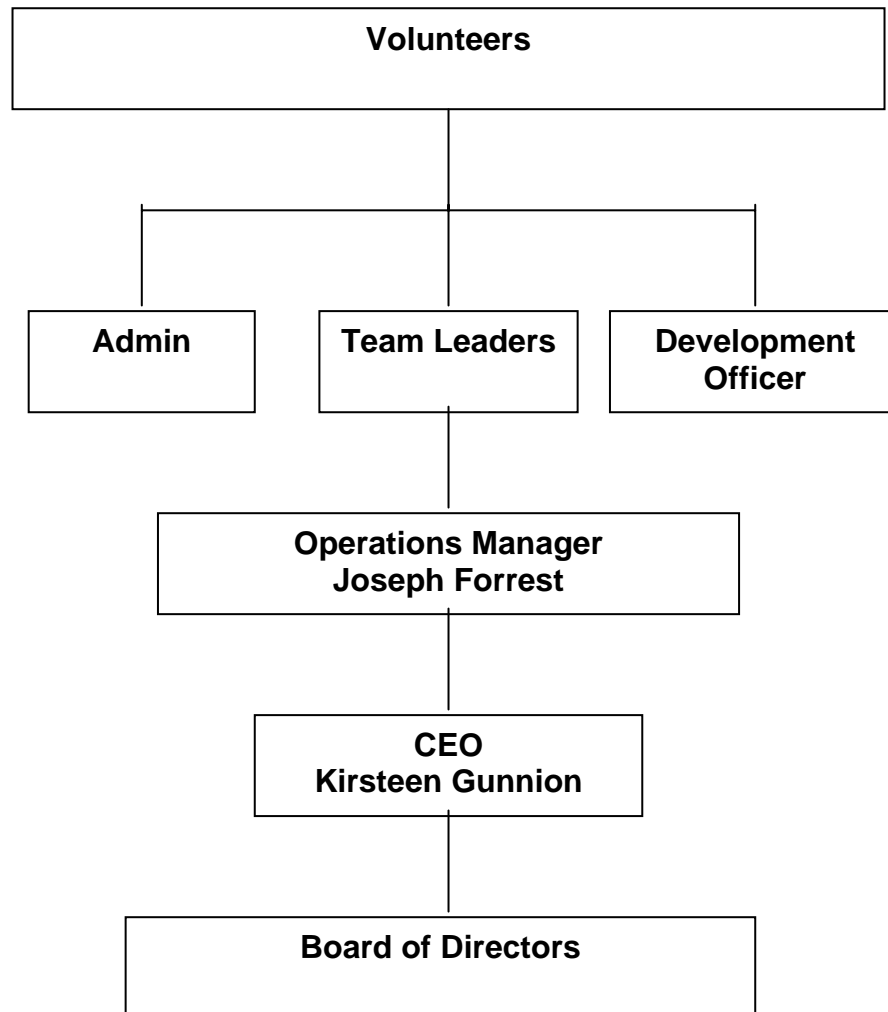 Volunteers
Admin
Team Leaders
Development
Officer
Operations Manager
Joseph Forrest
CEO
Kirsteen Gunnion
Board of Directors